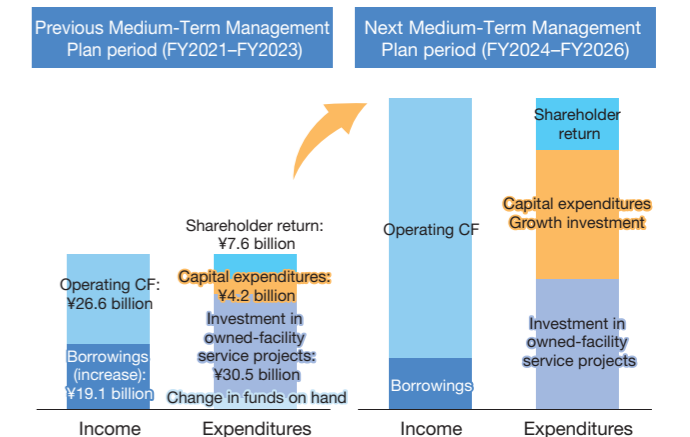 Previous Medium-Term Management
Plan period (FY2021–FY2023)
Next Medium-Term Management
Plan period (FY2024–FY2026)
Operating CF:
¥26.6 billion
Borrowings
(increase):
¥19.1 billion
Income
Shareholder return:
¥7.6 billion
Capital expenditures:
¥4.2 billion
Investment in
owned-facility
service projects:
¥30.5 billion
Change in funds on hand
Expenditures
Operating CF
Borrowings
Income
Shareholder
return
Capital expenditures
Growth investment
Investment in
owned-facility
service projects
Expenditures